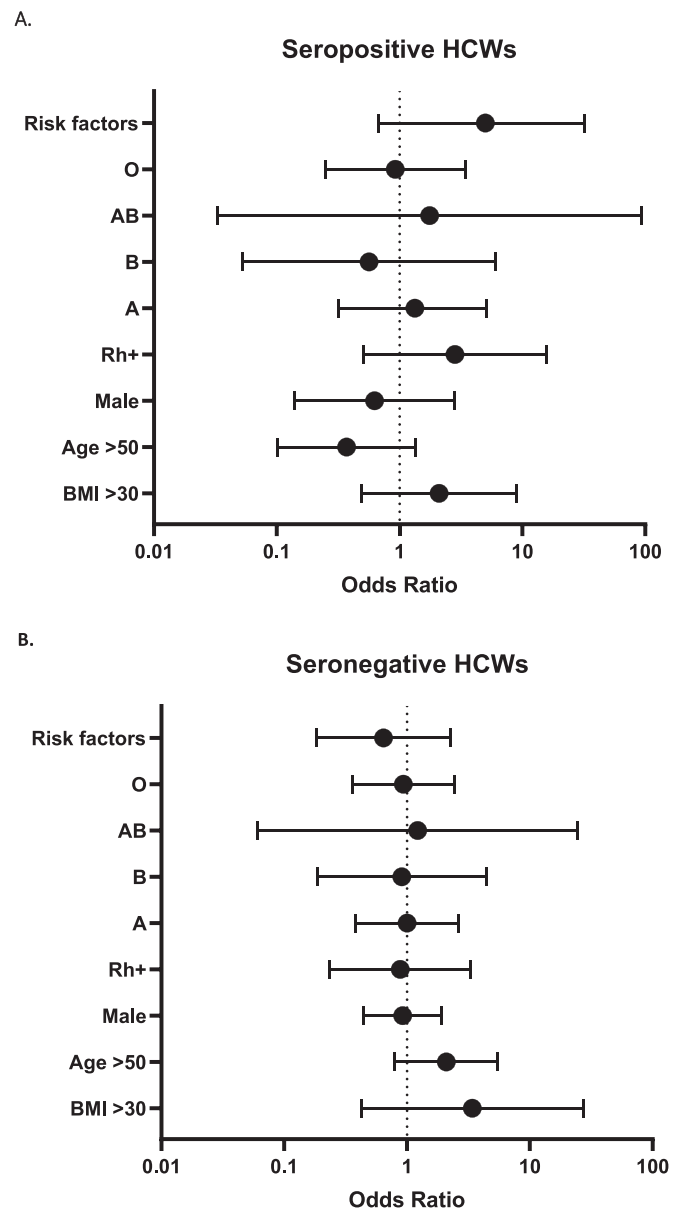 A.
Seropositive HCWs
Risk factors
O
AB
B
A
Rh+
Male
Age >50
BMI >30
0.01 0.1 1 10 100
Odds Ratio
B.
Seronegative HCWs
Risk factors
O
AB
B
A
Rh+
Male
Age >50
BMI >30
0.01 0.1 1 10 100
Odds Ratio